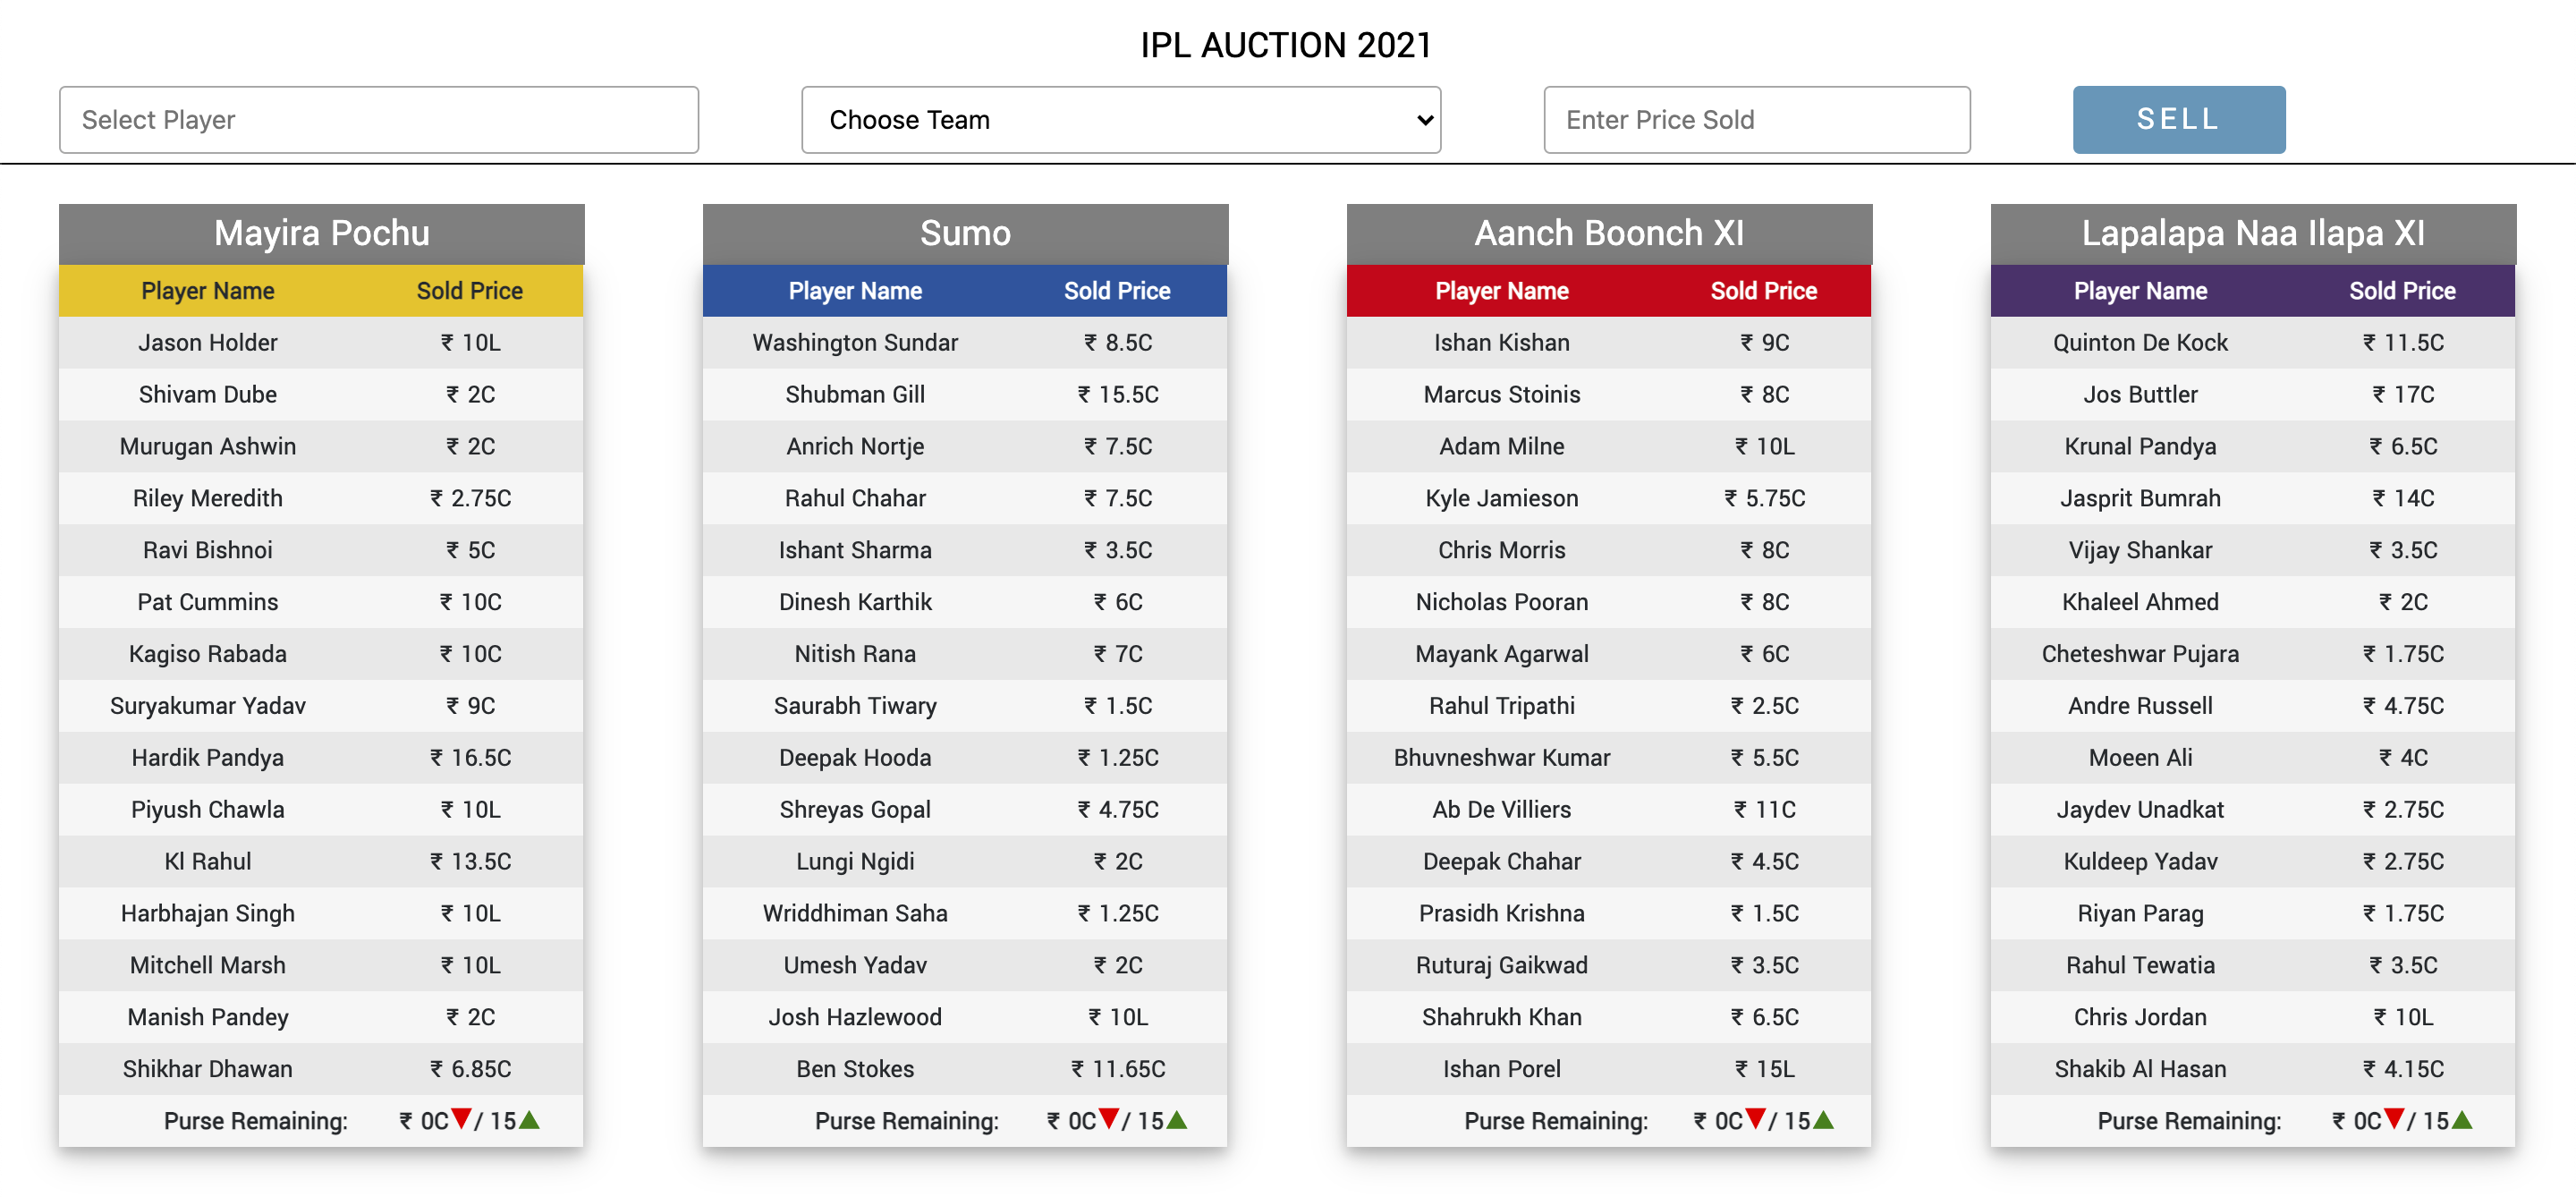 IPL AUCTION 2021
Select Player
Choose Team
Enter Price Sold
SELL
Mayira Pochu
Player Name Sold Price
Jason Holder ₹ 10L
Shivam Dube ₹ 2C
Murugan Ashwin ₹ 2C
Riley Meredith ₹ 2.75C
Ravi Bishnoi ₹ 5C
Pat Cummins ₹ 10C
Kagiso Rabada ₹ 10C
Suryakumar Yadav ₹ 9C
Hardik Pandya ₹ 16.5C
Piyush Chawla ₹ 10L
Kl Rahul ₹ 13.5C
Harbhajan Singh ₹ 10L
Mitchell Marsh ₹ 10L
Manish Pandey ₹ 2C
Shikhar Dhawan ₹ 6.85C
Purse Remaining: ₹ 0C▼/ 15▲
Sumo
Player Name Sold Price
Washington Sundar ₹ 8.5C
Shubman Gill ₹ 15.5C
Anrich Nortje ₹ 7.5C
Rahul Chahar ₹ 7.5C
Ishant Sharma ₹ 3.5C
Dinesh Karthik ₹ 6C
Nitish Rana ₹ 7C
Saurabh Tiwary ₹ 1.5C
Deepak Hooda ₹ 1.25C
Shreyas Gopal ₹ 4.75C
Lungi Ngidi ₹ 2C
Wriddhiman Saha ₹ 1.25C
Umesh Yadav ₹ 2C
Josh Hazlewood ₹ 10L
Ben Stokes ₹ 11.65C
Purse Remaining: ₹ 0C▼/ 15▲
Aanch Boonch XI
Player Name Sold Price
Ishan Kishan ₹ 9C
Marcus Stoinis ₹ 8C
Adam Milne ₹ 10L
Kyle Jamieson ₹ 5.75C
Chris Morris ₹ 8C
Nicholas Pooran ₹ 8C
Mayank Agarwal ₹ 6C
Rahul Tripathi ₹ 2.5C
Bhuvneshwar Kumar ₹ 5.5C
Ab De Villiers ₹ 11C
Deepak Chahar ₹ 4.5C
Prasidh Krishna ₹ 1.5C
Ruturaj Gaikwad ₹ 3.5C
Shahrukh Khan ₹ 6.5C
Ishan Porel ₹ 15L
Purse Remaining: ₹ 0C▼/ 15▲
Lapalapa Naa Ilapa XI
Player Name Sold Price
Quinton De Kock ₹ 11.5C
Jos Buttler ₹ 17C
Krunal Pandya ₹ 6.5C
Jasprit Bumrah ₹ 14C
Vijay Shankar ₹ 3.5C
Khaleel Ahmed ₹ 2C
Cheteshwar Pujara ₹ 1.75C
Andre Russell ₹ 4.75C
Moeen Ali ₹ 4C
Jaydev Unadkat ₹ 2.75C
Kuldeep Yadav ₹ 2.75C
Riyan Parag ₹ 1.75C
Rahul Tewatia ₹ 3.5C
Chris Jordan ₹ 10L
Shakib Al Hasan ₹ 4.15C
Purse Remaining: ₹ 0C▼/ 15▲